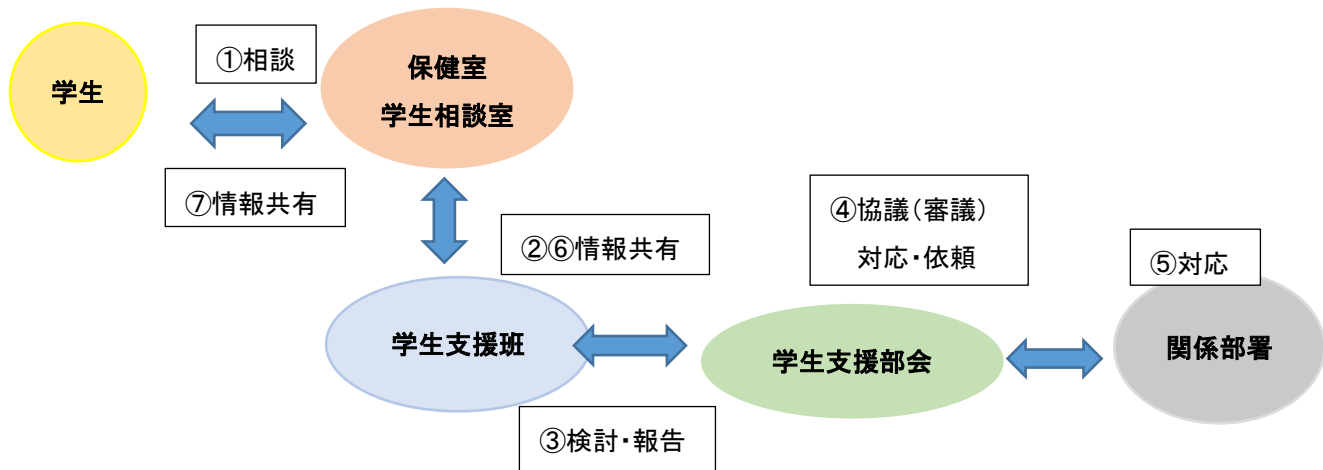 ①相談
保健室
学生
学生相談室
⑦情報共有
④協議(審議)
対応・依頼
②⑥情報共有
⑤対応
学生支援班
学生支援部会
関係部署
③検討・報告